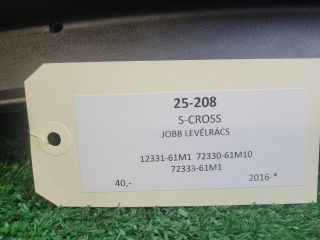 25-208
S-CROSS
JOBB LEVÉLRÁCS
12331-61M1 72330-61M10
72333-61M1
40,- 2016-*